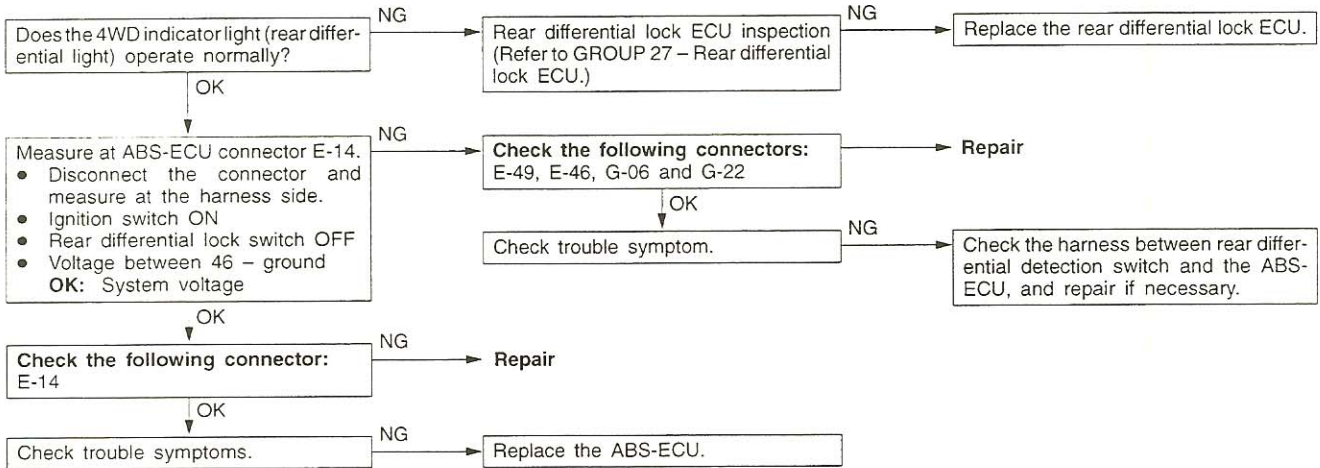 Does the 4WD indicator light (rear differ-
ential light) operate normally?
NG
Rear differential lock ECU inspection
(Refer to GROUP 27 – Rear differential
lock ECU.)
NG
Replace the rear differential lock ECU.
OK
Measure at ABS-ECU connector E-14.
● Disconnect the connector and
measure at the harness side.
● Ignition switch ON
● Rear differential lock switch OFF
● Voltage between 46 – ground
OK: System voltage
NG
Check the following connectors:
E-49, E-46, G-06 and G-22
Repair
OK
Check trouble symptom.
NG
Check the harness between rear differ-
ential detection switch and the ABS-
ECU, and repair if necessary.
OK
Check the following connector:
E-14
NG
Repair
OK
Check trouble symptoms.
NG
Replace the ABS-ECU.